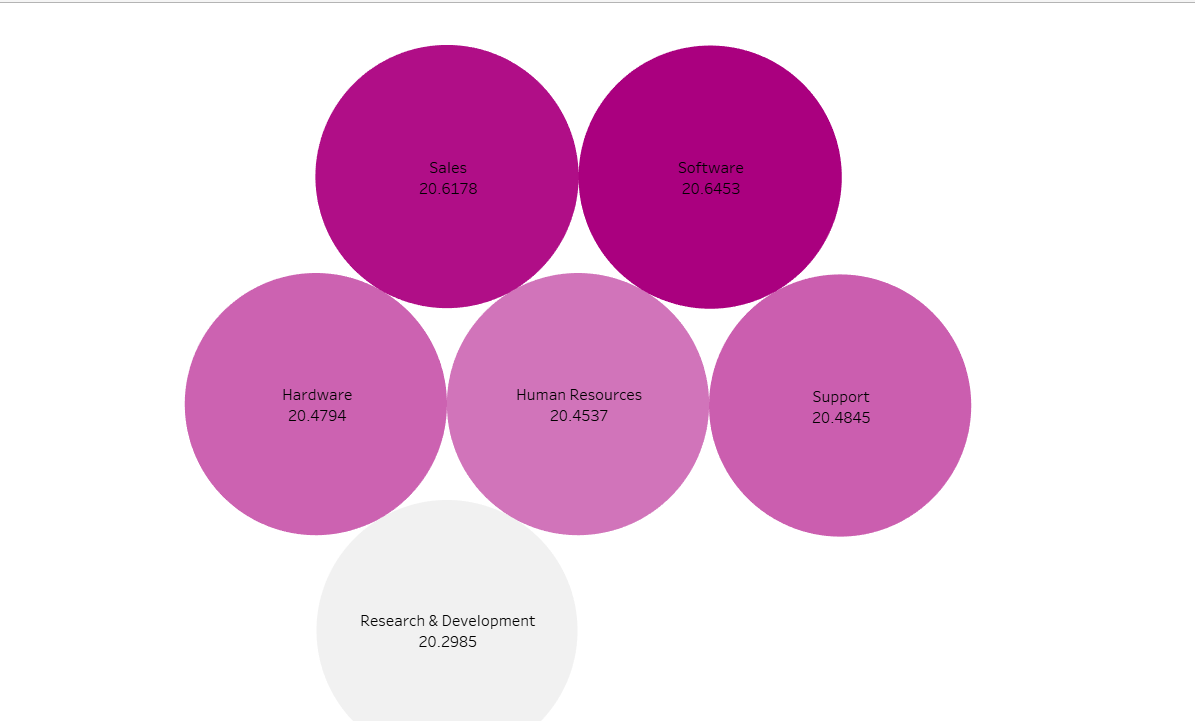 Sales
20.6178
Software
20.6453
Hardware
20.4794
Human Resources
20.4537
Support
20.4845
Research & Development
20.2985